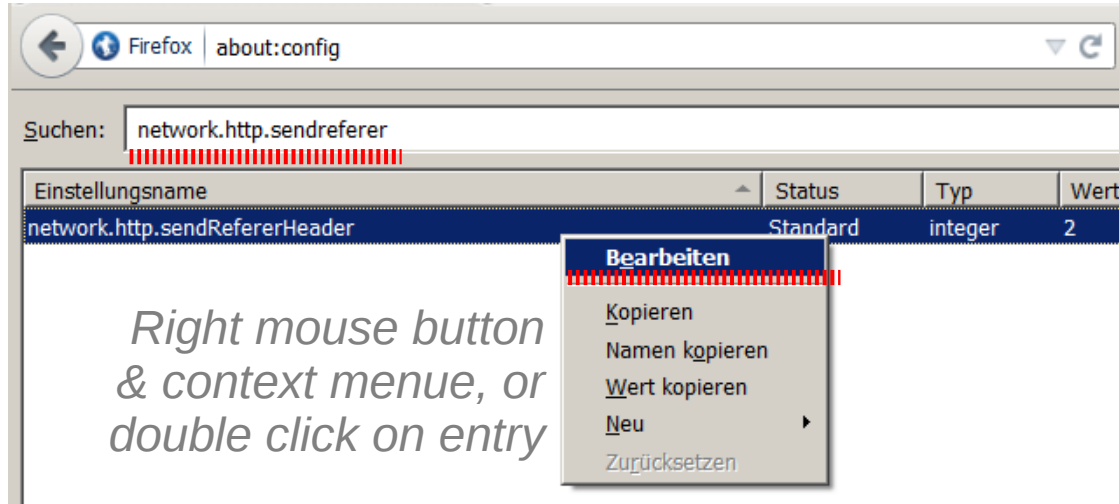 Firefox about:config
Suchen: network.http.sendreferer
Einstellungsname Status Typ Wert
network.http.sendRefererHeader Standard integer 2
Bearbeiten
Kopieren
Namen kopieren
Wert kopieren
Neu
Zurücksetzen
Right mouse button
& context menue, or
double click on entry